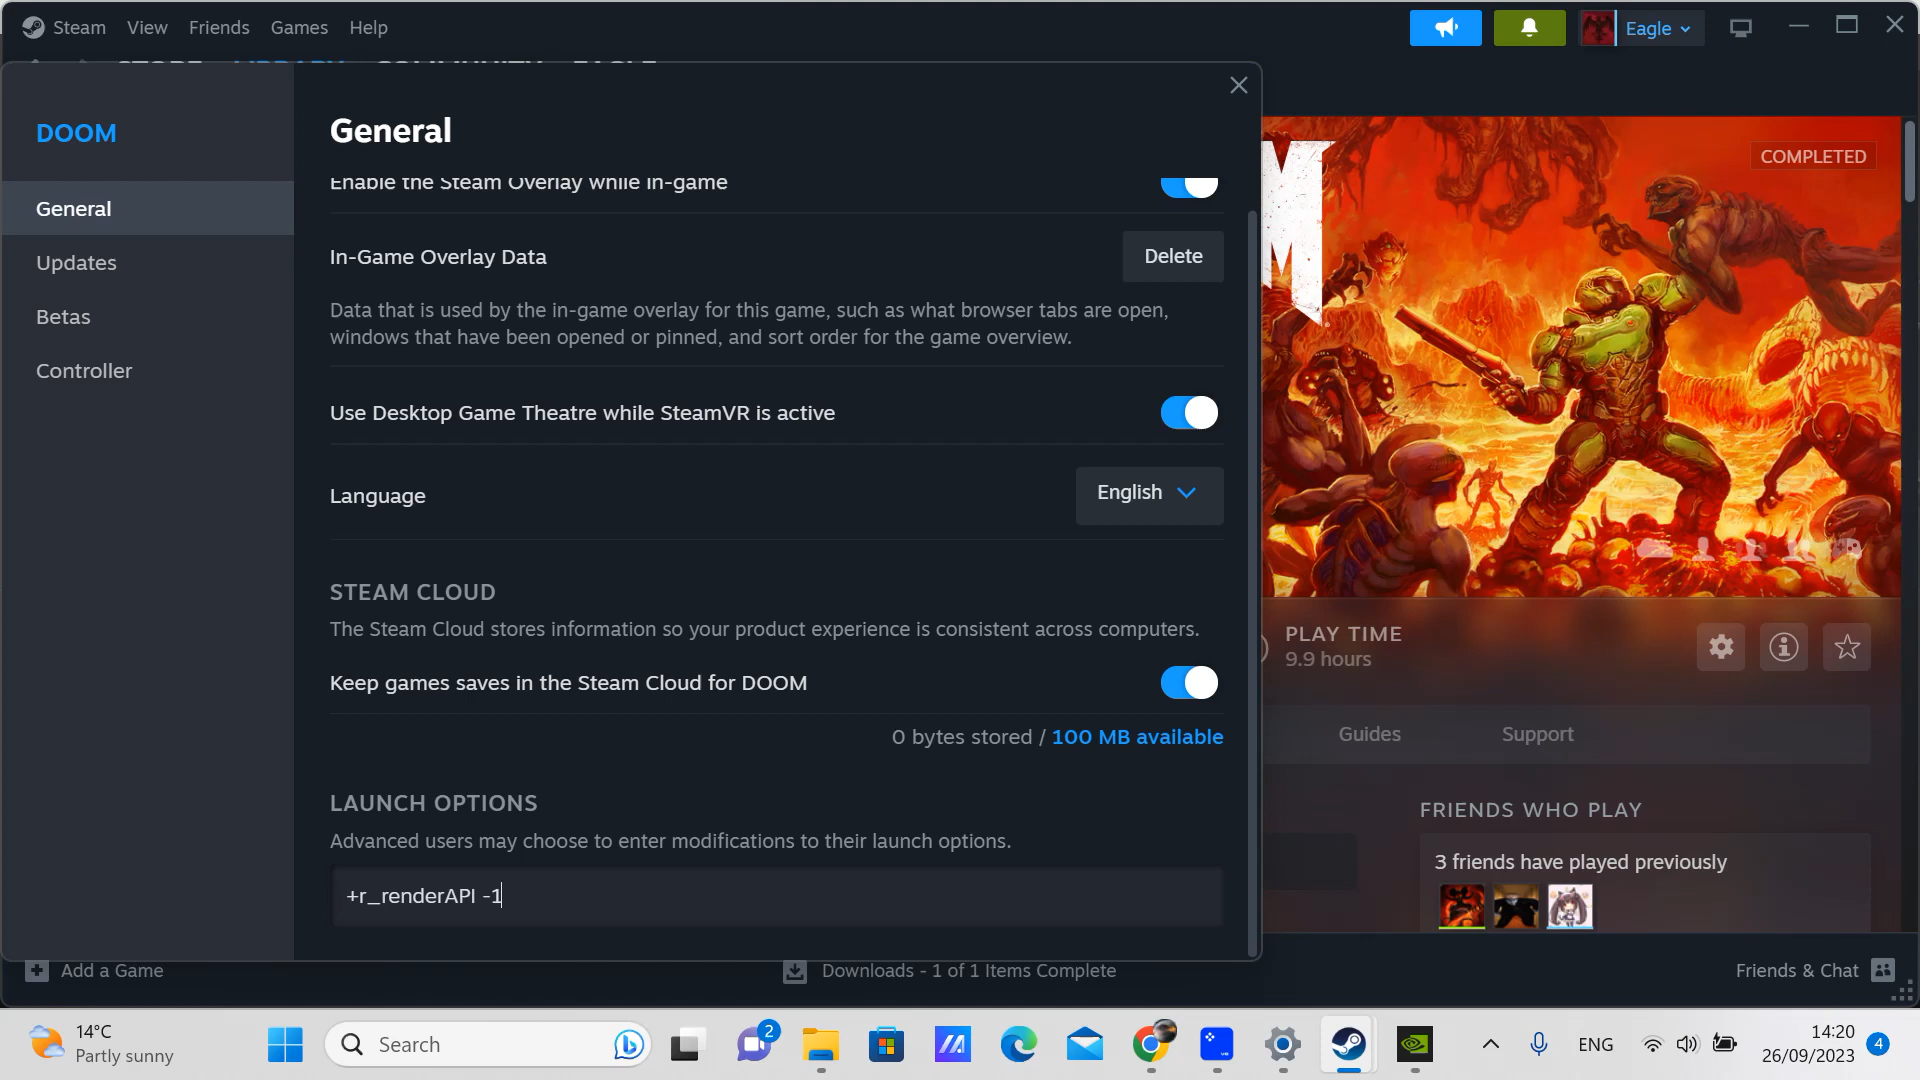 Steam View Friends Games Help
Eagle
STORE LIBRARY COMMUNITY EAGLE
DOOM
General
Updates
Betas
Controller
General
Enable the Steam Overlay while in-game
In-Game Overlay Data
Delete
Data that is used by the in-game overlay for this game, such as what browser tabs are open,
windows that have been opened or pinned, and sort order for the game overview.
Use Desktop Game Theatre while SteamVR is active
Language
English
STEAM CLOUD
The Steam Cloud stores information so your product experience is consistent across computers.
Keep games saves in the Steam Cloud for DOOM
0 bytes stored / 100 MB available
LAUNCH OPTIONS
Advanced users may choose to enter modifications to their launch options.
+r_renderAPI -1
M
COMPLETED
PLAY TIME
9.9 hours
Guides Support
FRIENDS WHO PLAY
3 friends have played previously
Add a Game
Downloads - 1 of 1 Items Complete
Friends & Chat
14°C
Partly sunny
Search
2
ENG
14:20
26/09/2023
4